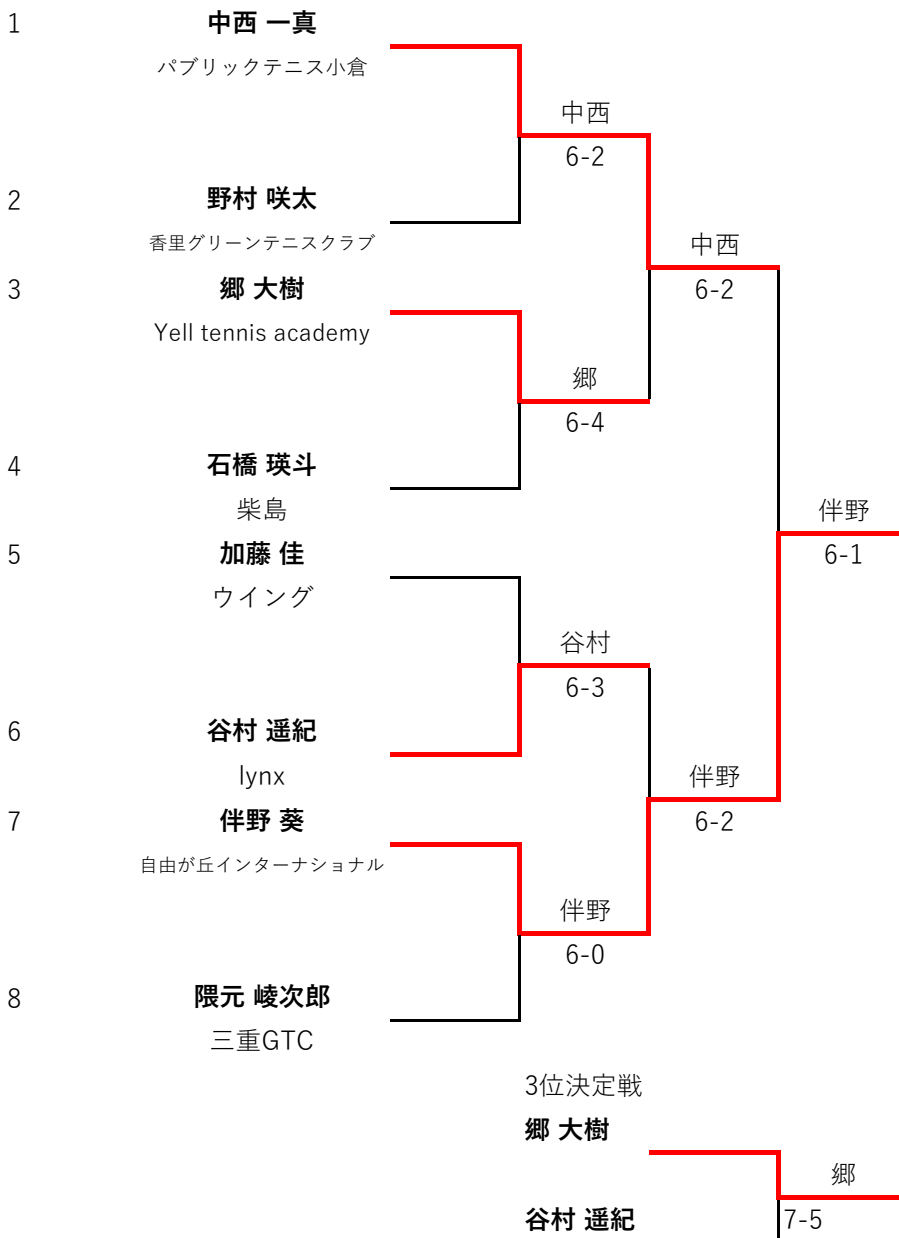 1
中西 一真
パブリックテニス小倉
中西
6-2
2
野村 咲太
香里グリーンテニスクラブ
中西
6-2
3
郷 大樹
Yell tennis academy
郷
6-4
4
石橋 瑛斗
柴島
伴野
6-1
5
加藤 佳
ウイング
谷村
6-3
6
谷村 遥紀
lynx
伴野
6-2
7
伴野 葵
自由が丘インターナショナル
伴野
6-0
8
隈元 崚次郎
三重GTC
3位決定戦
郷 大樹
郷
谷村 遥紀
7-5